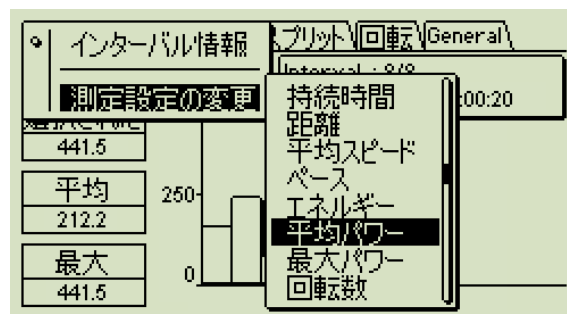 インターバル情報
プリット
回転
General
測定設定の変更
:00:20
持続時間
距離
平均スピード
ペース
エネルギー
平均パワー
最大パワー
回転数
441.5
平均
212.2
最大
441.5
250
0